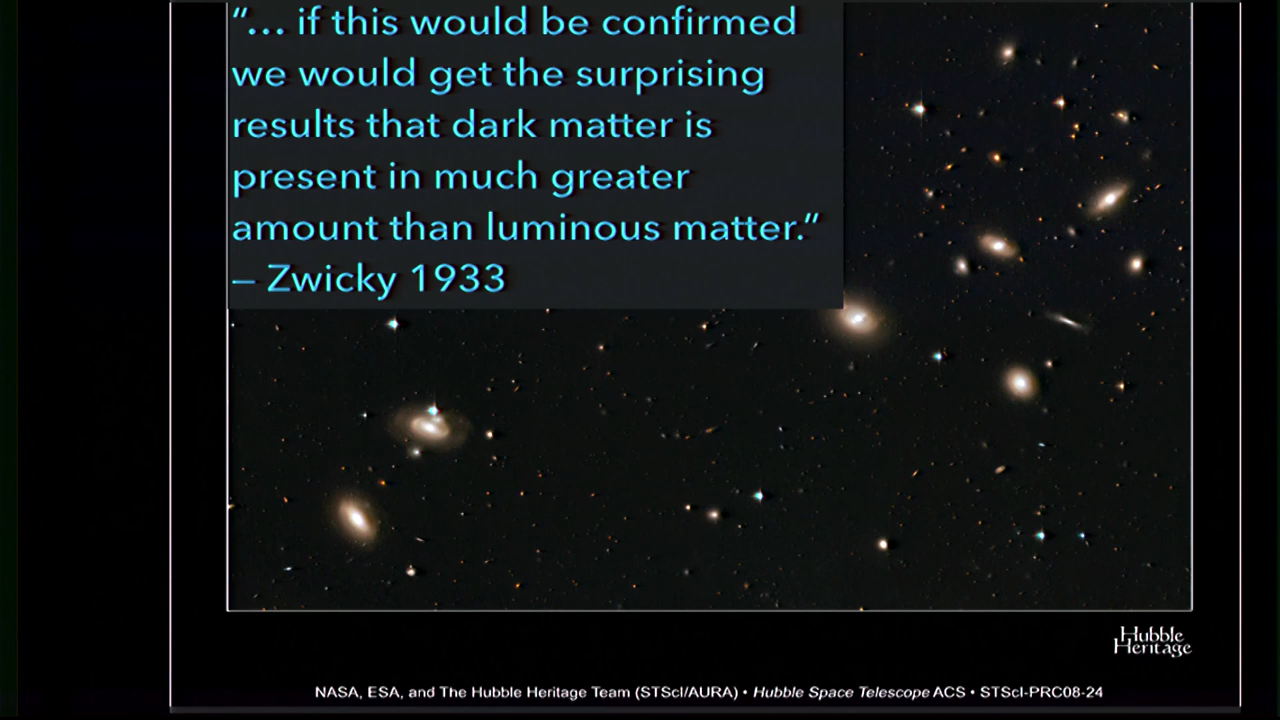 “… if this would be confirmed
we would get the surprising
results that dark matter is
present in much greater
amount than luminous matter.”
– Zwicky 1933
Hubble
Heritage
NASA, ESA, and The Hubble Heritage Team (STScI/AURA) • Hubble Space Telescope ACS • STScI-PRC08-24